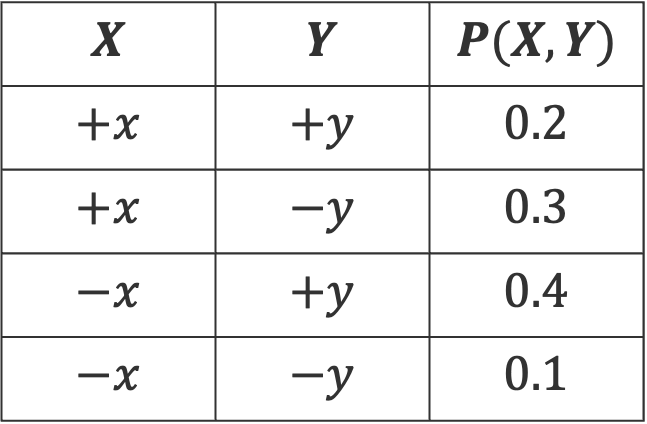 X Y P(X, Y)
+x +y 0.2
+x −y 0.3
−x +y 0.4
−x −y 0.1